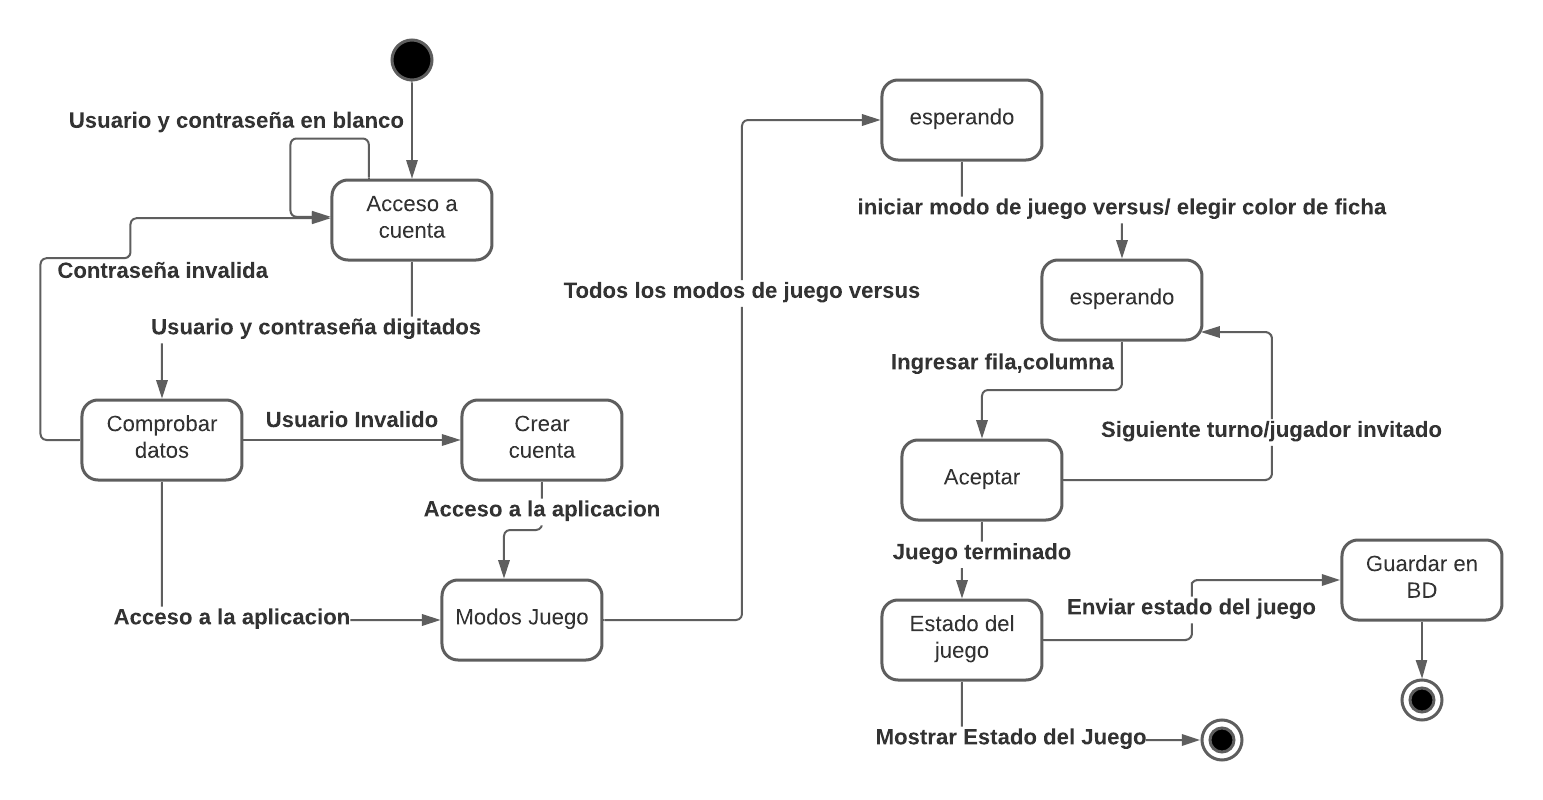 Usuario y contraseña en blanco
Acceso a
cuenta
Contraseña invalida
Usuario y contraseña digitados
Comprobar
datos
Usuario Invalido
Crear
cuenta
Acceso a la aplicacion
Acceso a la aplicacion
Modos Juego
Todos los modos de juego versus
esperando
iniciar modo de juego versus/ elegir color de ficha
esperando
Ingresar fila,columna
Siguiente turno/jugador invitado
Aceptar
Juego terminado
Estado del
juego
Enviar estado del juego
Guardar en
BD
Mostrar Estado del Juego